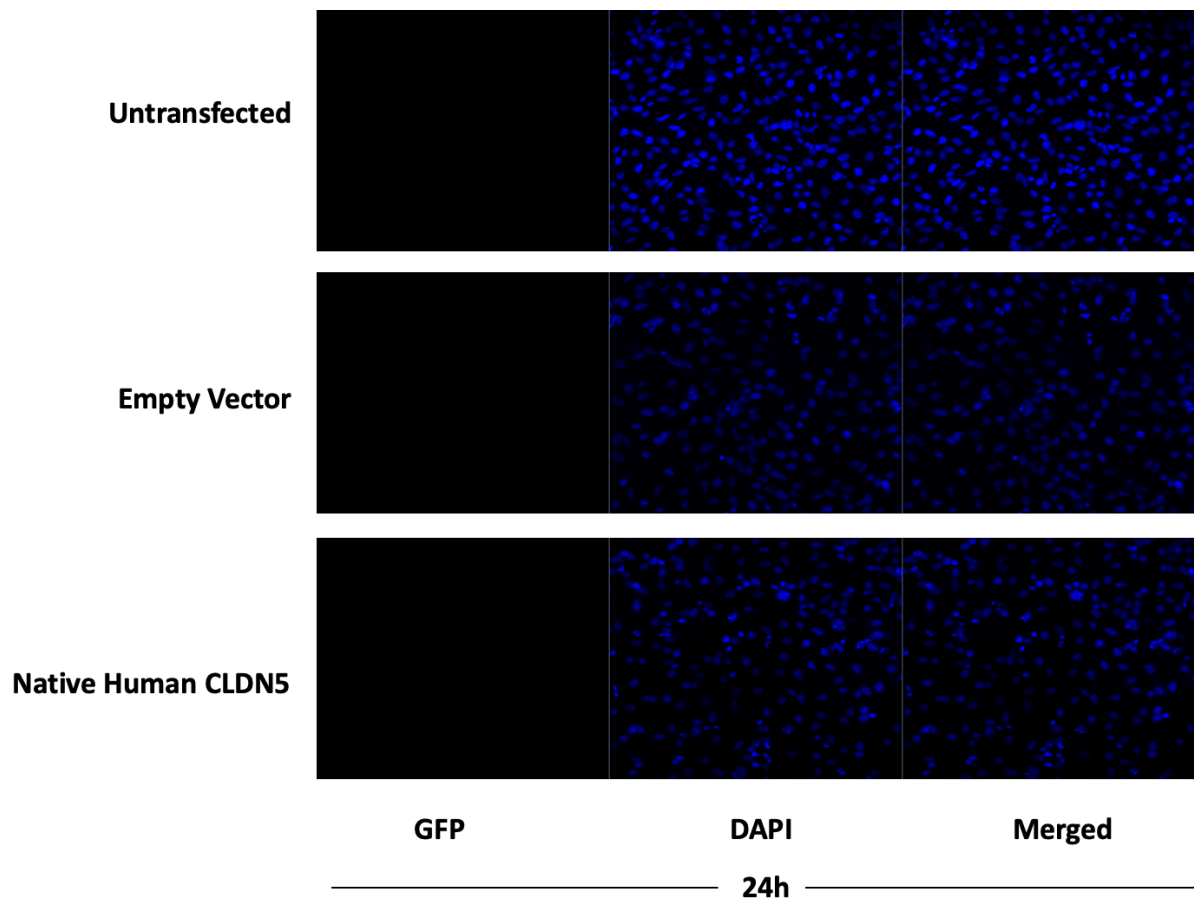 Untransfected
Empty Vector
Native Human CLDN5
GFP
DAPI
Merged
24h